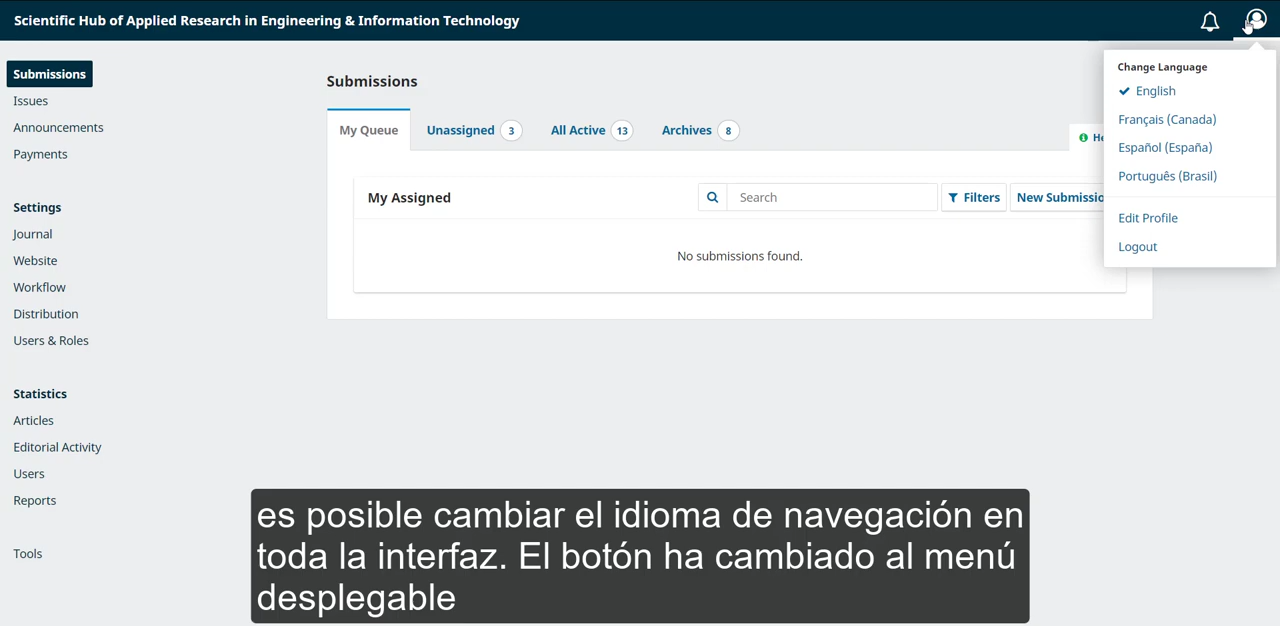 Scientific Hub of Applied Research in Engineering & Information Technology
Change Language
English
Français (Canada)
Español (España)
Português (Brasil)
Edit Profile
Logout
Submissions
Issues
Announcements
Payments
Settings
Journal
Website
Workflow
Distribution
Users & Roles
Statistics
Articles
Editorial Activity
Users
Reports
Tools
Submissions
My Queue
Unassigned 3
All Active 13
Archives 8
My Assigned
Search
Filters
New
No submissions found.
es posible cambiar el idioma de navegación en
toda la interfaz. El botón ha cambiado al menú
desplegable